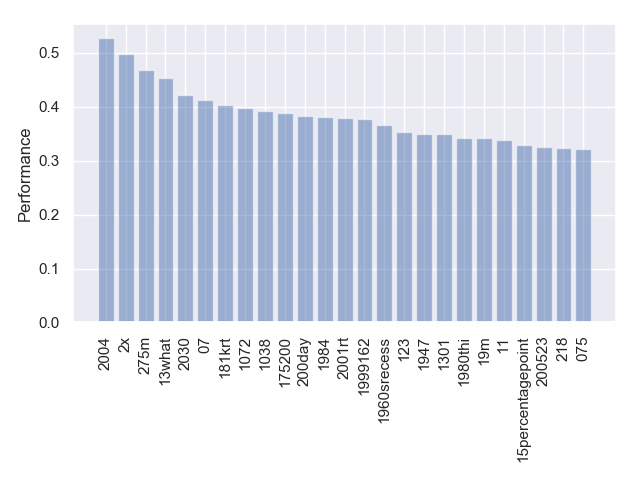 Performance
0.5
0.4
0.3
0.2
0.1
0.0
2004
2x
275m
13what
2030
07
181krt
1072
1038
175200
200day
1984
2001rt
1999162
1960srecess
123
1947
1301
1980thi
19m
11
15percentagepoint
200523
218
075